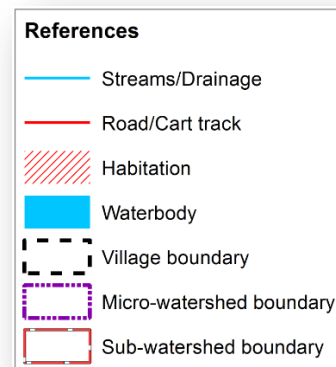 References
Streams/Drainage
Road/Cart track
Habitation
Waterbody
Village boundary
Micro-watershed boundary
Sub-watershed boundary